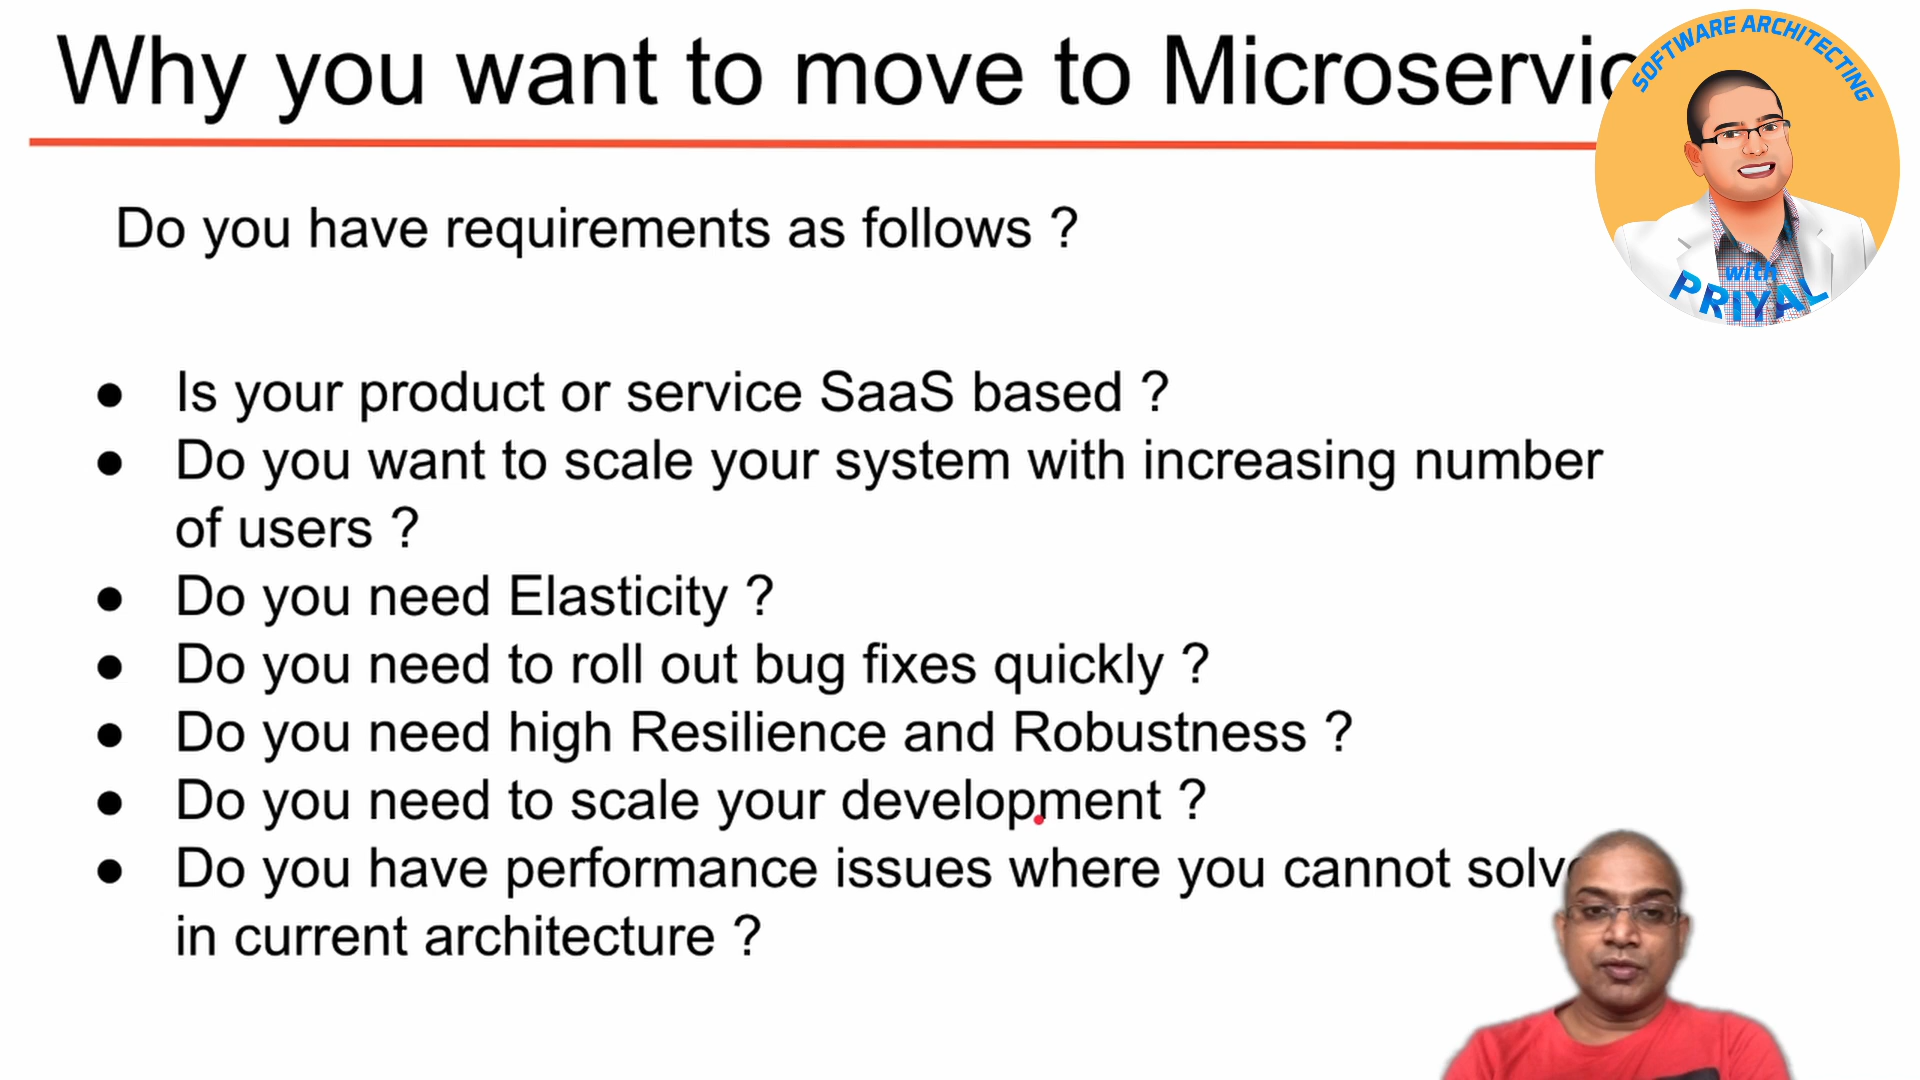 Why you want to move to Microservic
SOFTWARE ARCHITECTING
with
PRIYAL
Do you have requirements as follows ?
● Is your product or service SaaS based ?
● Do you want to scale your system with increasing number
of users ?
● Do you need Elasticity ?
● Do you need to roll out bug fixes quickly ?
● Do you need high Resilience and Robustness ?
● Do you need to scale your development ?
● Do you have performance issues where you cannot solve
in current architecture ?